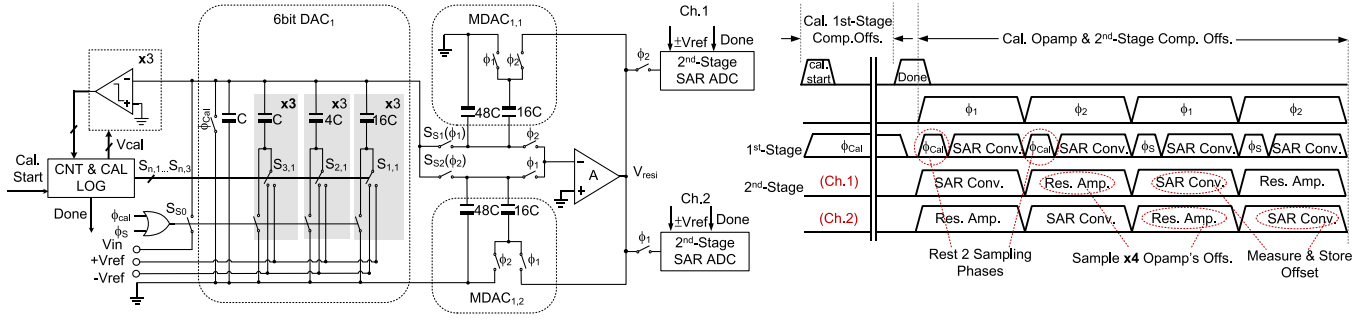 6bit DAC1
MDAC1,1
Ch.1
±Vref
Done
x3
ϕ1
ϕ2
ϕ2
2nd-Stage
SAR ADC
x3
x3
x3
ϕCal
C
C
4C
16C
48C
16C
Vcal
SS1(ϕ1)
ϕ2
SS2(ϕ2)
ϕ1
Cal.
Start
CNT & CAL
LOG
Sn,1...Sn,3
S3,1
S2,1
S1,1
A
Vresi
Done
SS0
ϕcal
ϕS
Vin
+Vref
-Vref
48C
16C
Ch.2
±Vref
Done
ϕ1
2nd-Stage
SAR ADC
ϕ2
ϕ1
MDAC1,2
Cal. 1st-Stage
Comp.Offs.
Cal. Opamp & 2nd-Stage Comp. Offs.
cal.
start
Done
ϕ1
ϕ2
ϕ1
ϕ2
1st-Stage
ϕCal
ϕCal
SAR Conv.
ϕCal
SAR Conv.
ϕS
SAR Conv.
ϕS
SAR Conv.
2nd-Stage
(Ch.1)
SAR Conv.
Res. Amp.
SAR Conv.
Res. Amp.
(Ch.2)
Res. Amp.
SAR Conv.
Res. Amp.
SAR Conv.
Rest 2 Sampling
Phases
Sample x4 Opamp's Offs.
Measure & Store
Offset